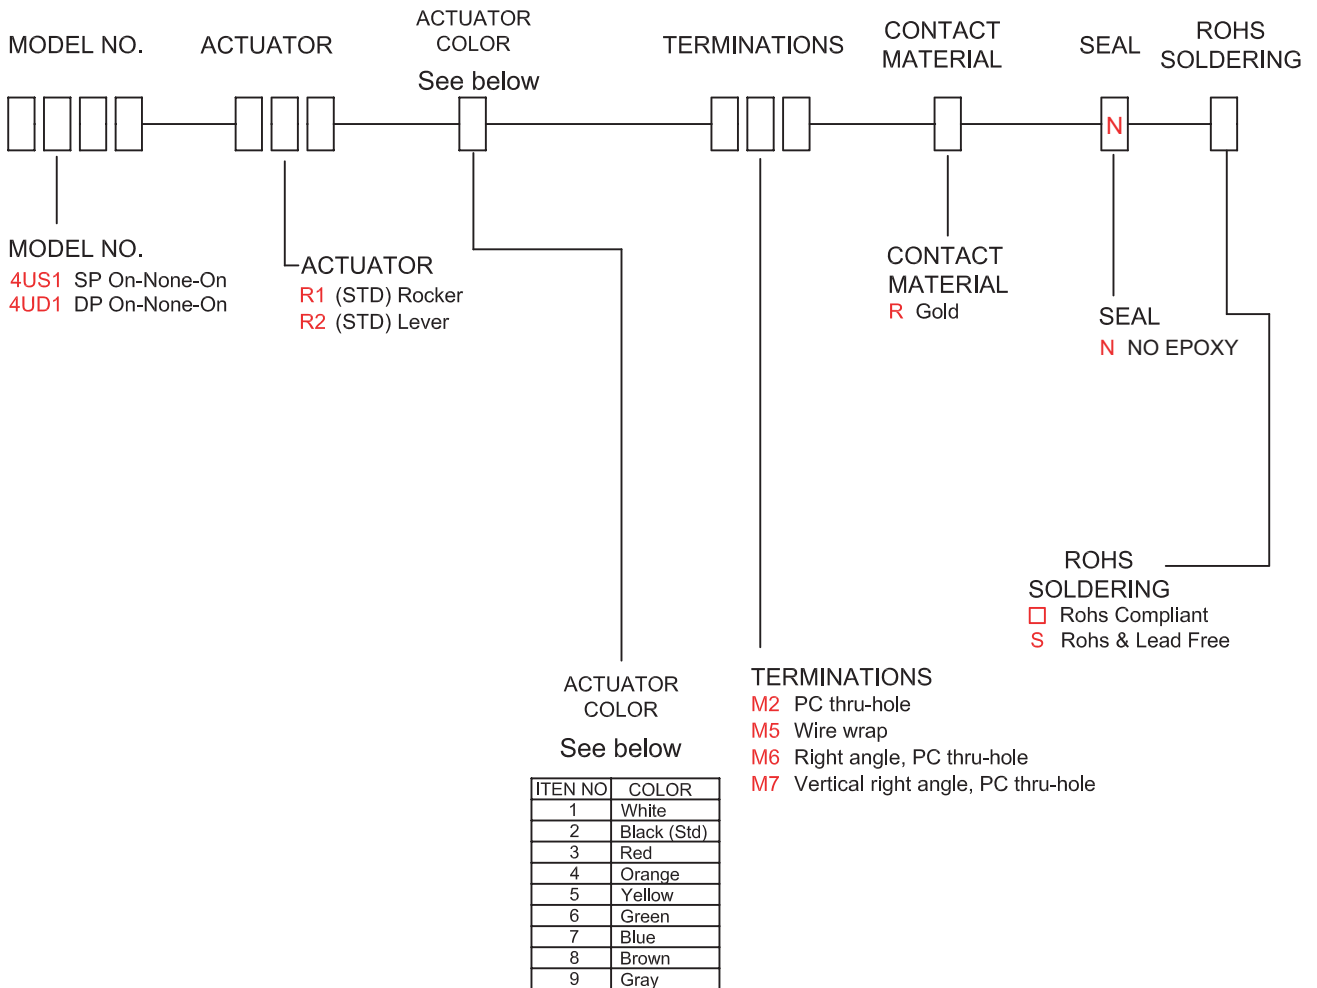 MODEL NO.
ACTUATOR
ACTUATOR
COLOR
See below
TERMINATIONS
CONTACT
MATERIAL
SEAL
ROHS
SOLDERING
N
MODEL NO.
4US1 SP On-None-On
4UD1 DP On-None-On
ACTUATOR
R1 (STD) Rocker
R2 (STD) Lever
CONTACT
MATERIAL
R Gold
SEAL
N NO EPOXY
ROHS
SOLDERING
Rohs Compliant
S Rohs & Lead Free
TERMINATIONS
M2 PC thru-hole
M5 Wire wrap
M6 Right angle, PC thru-hole
M7 Vertical right angle, PC thru-hole
ACTUATOR
COLOR
See below
ITEN NO COLOR
1 White
2 Black (Std)
3 Red
4 Orange
5 Yellow
6 Green
7 Blue
8 Brown
9 Gray